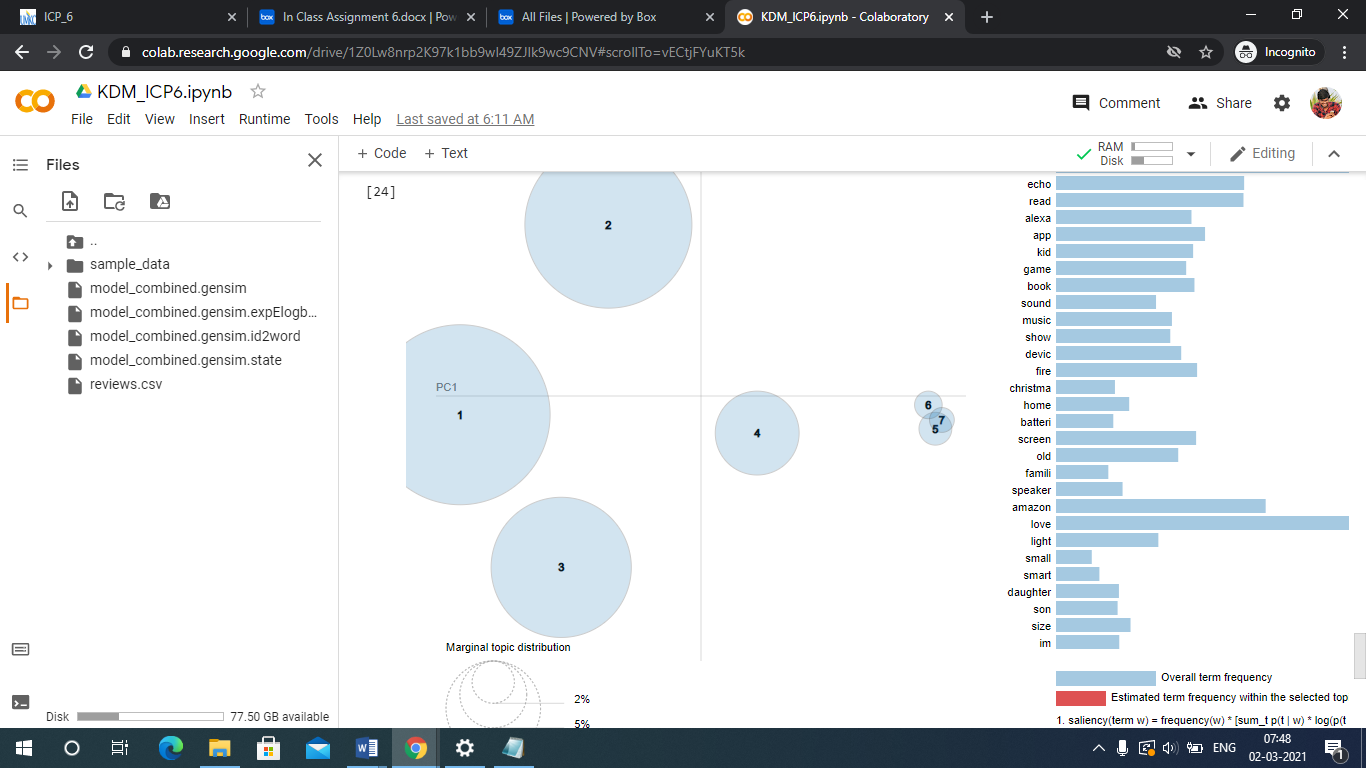 ICP_6
In Class Assignment 6.docx | Pow
All Files | Powered by Box
KDM_ICP6.ipynb - Colaboratory
colab.research.google.com/drive/1Z0Lw8nrp2K97k1bb9wI49ZJIk9wc9CNV#scrollTo=vECtjFYuKT5k
Incognito
KDM_ICP6.ipynb
File Edit View Insert Runtime Tools Help Last saved at 6:11 AM
Comment
Share
Files
+ Code + Text
RAM
Disk
Editing
..
sample_data
model_combined.gensim
model_combined.gensim.expElogb...
model_combined.gensim.id2word
model_combined.gensim.state
reviews.csv
Disk 77.50 GB available
[24]
2
PC1
1
4
6
7
5
3
Marginal topic distribution
2%
5%
echo
read
alexa
app
kid
game
book
sound
music
show
devic
fire
christma
home
batteri
screen
old
famili
speaker
amazon
love
light
small
smart
daughter
son
size
im
Overall term frequency
Estimated term frequency within the selected top
1. saliency(term w) = frequency(w) * [sum_t p(t | w) * log(p(t
ENG
07:48
02-03-2021
1